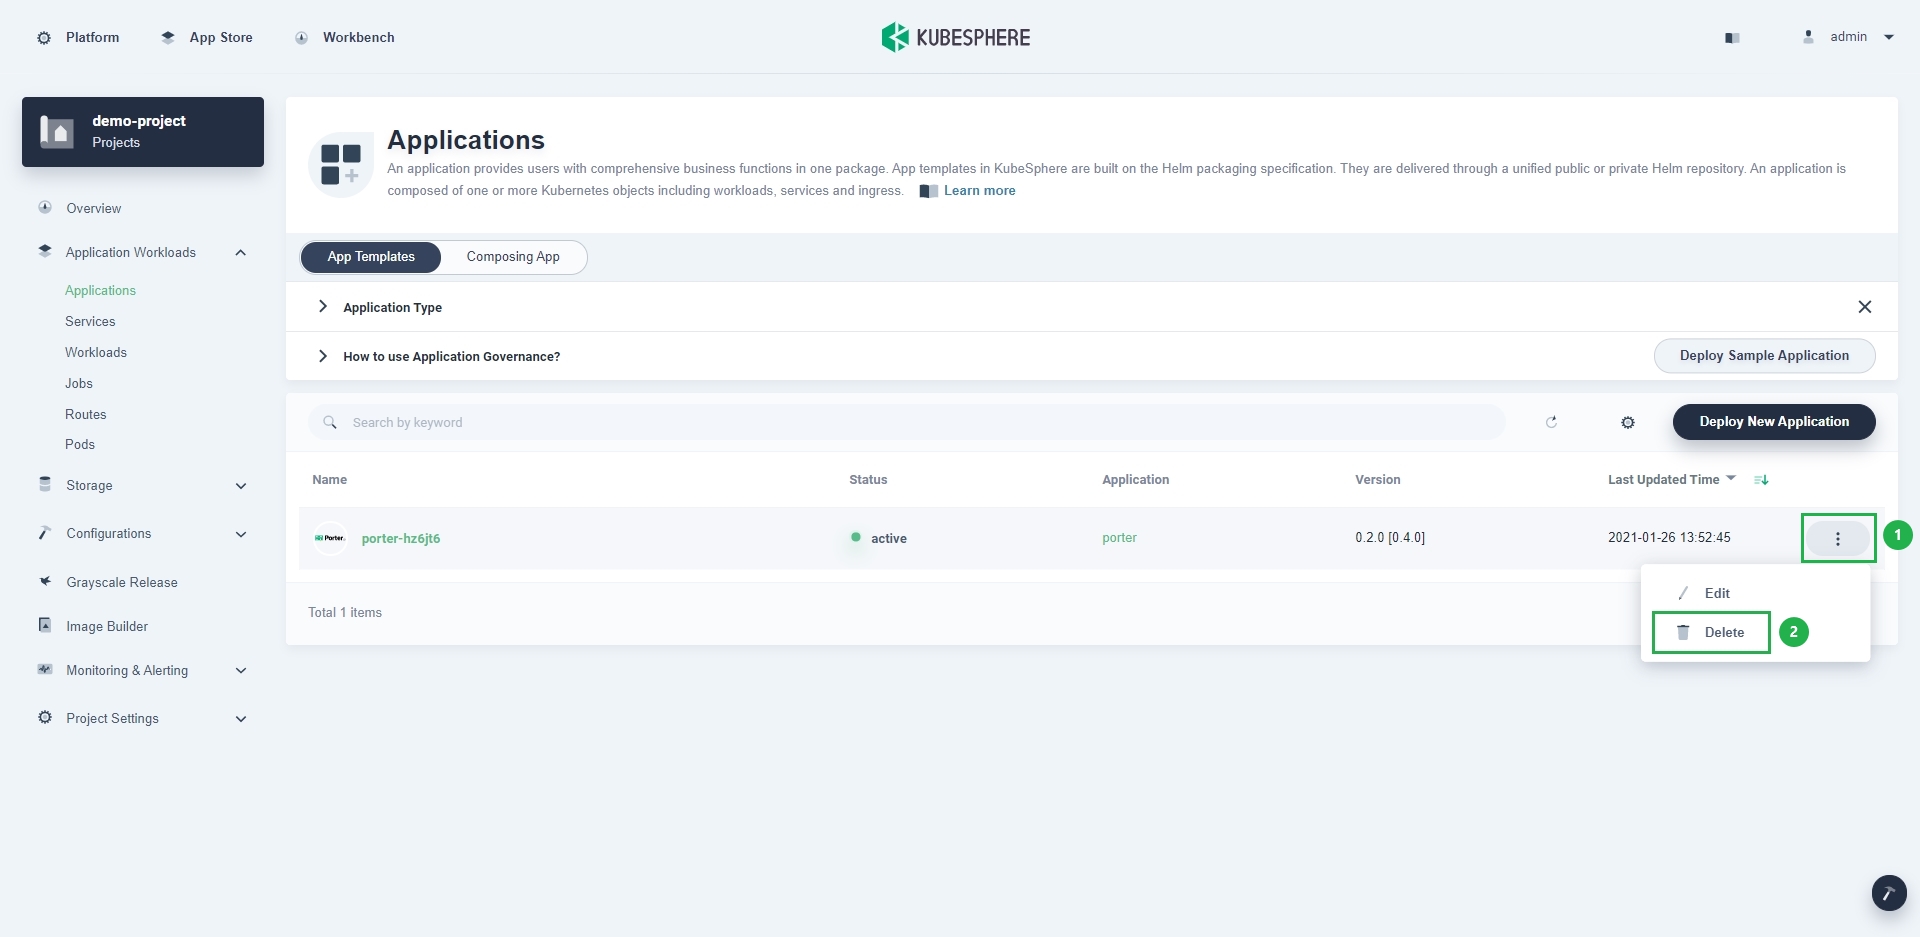 Platform
App Store
Workbench
KUBESPHERE
admin
demo-project
Projects
Overview
Application Workloads
Applications
Services
Workloads
Jobs
Routes
Pods
Storage
Configurations
Grayscale Release
Image Builder
Monitoring & Alerting
Project Settings
Applications
An application provides users with comprehensive business functions in one package. App templates in KubeSphere are built on the Helm packaging specification. They are delivered through a unified public or private Helm repository. An application is
composed of one or more Kubernetes objects including workloads, services and ingress. Learn more
App Templates
Composing App
Application Type
How to use Application Governance?
Deploy Sample Application
Search by keyword
Deploy New Application
Name
Status
Application
Version
Last Updated Time
Porter
porter-hz6jt6
active
porter
0.2.0 [0.4.0]
2021-01-26 13:52:45
1
Edit
Delete
2
Total 1 items